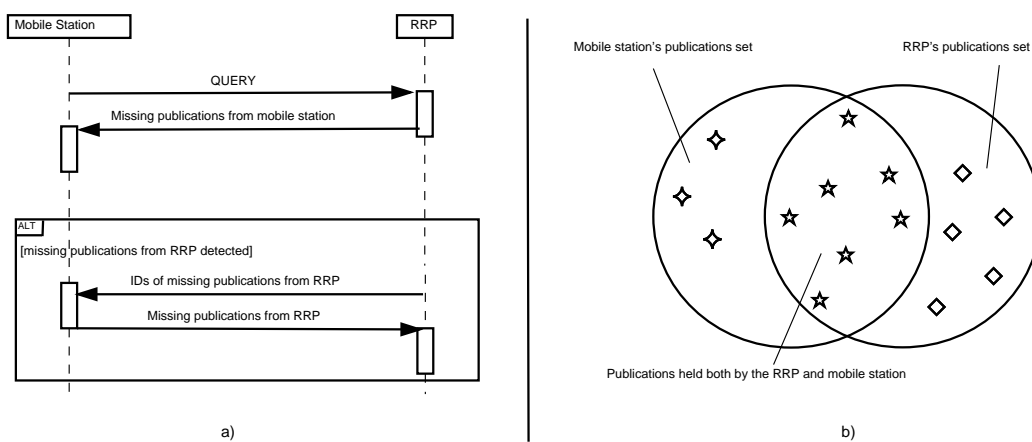 Mobile Station
RRP
QUERY
Missing publications from mobile station
ALT
[missing publications from RRP detected]
IDs of missing publications from RRP
Missing publications from RRP
a)
Mobile station's publications set
RRP's publications set
Publications held both by the RRP and mobile station
b)